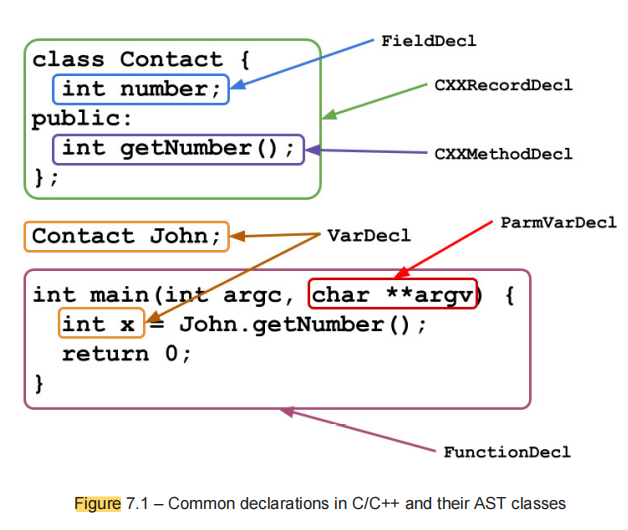 FieldDecl
class Contact {
int number;
CXXRecordDecl
public:
int getNumber();
CXXMethodDecl
};
ParmVarDecl
Contact John;
VarDecl
int main(int argc, char **argv) {
int x = John.getNumber();
return 0;
}
FunctionDecl
Figure 7.1 – Common declarations in C/C++ and their AST classes